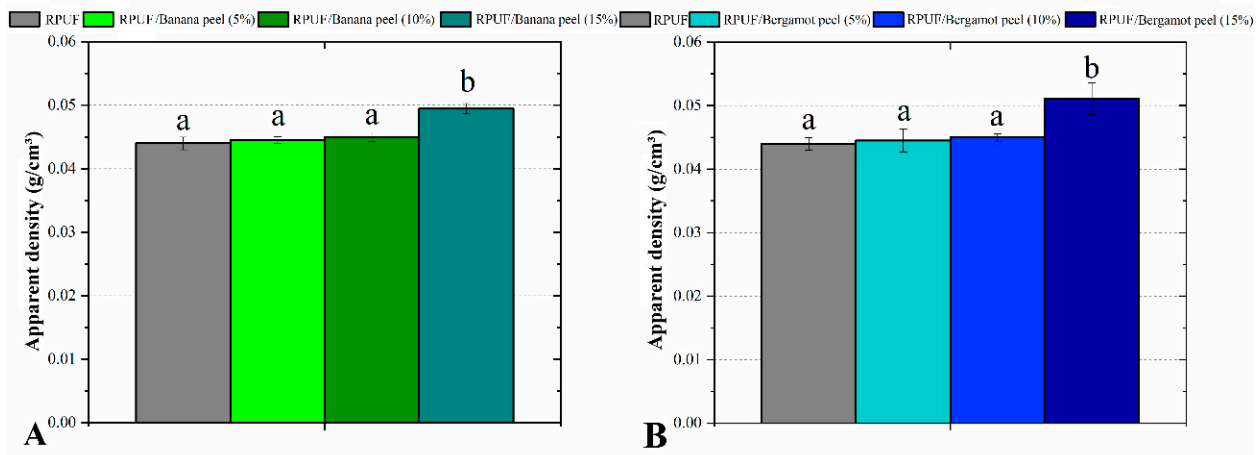 RPUF RPUF/Banana peel (5%) RPUF/Banana peel (10%) RPUF/Banana peel (15%) RPUF RPUF/Bergamot peel (5%) RPUF/Bergamot peel (10%) RPUF/Bergamot peel (15%)
Apparent density (g/cm³)
0.06
0.05
0.04
0.03
0.02
0.01
0.00
a
a
a
b
A
Apparent density (g/cm³)
0.06
0.05
0.04
0.03
0.02
0.01
0.00
a
a
a
b
B